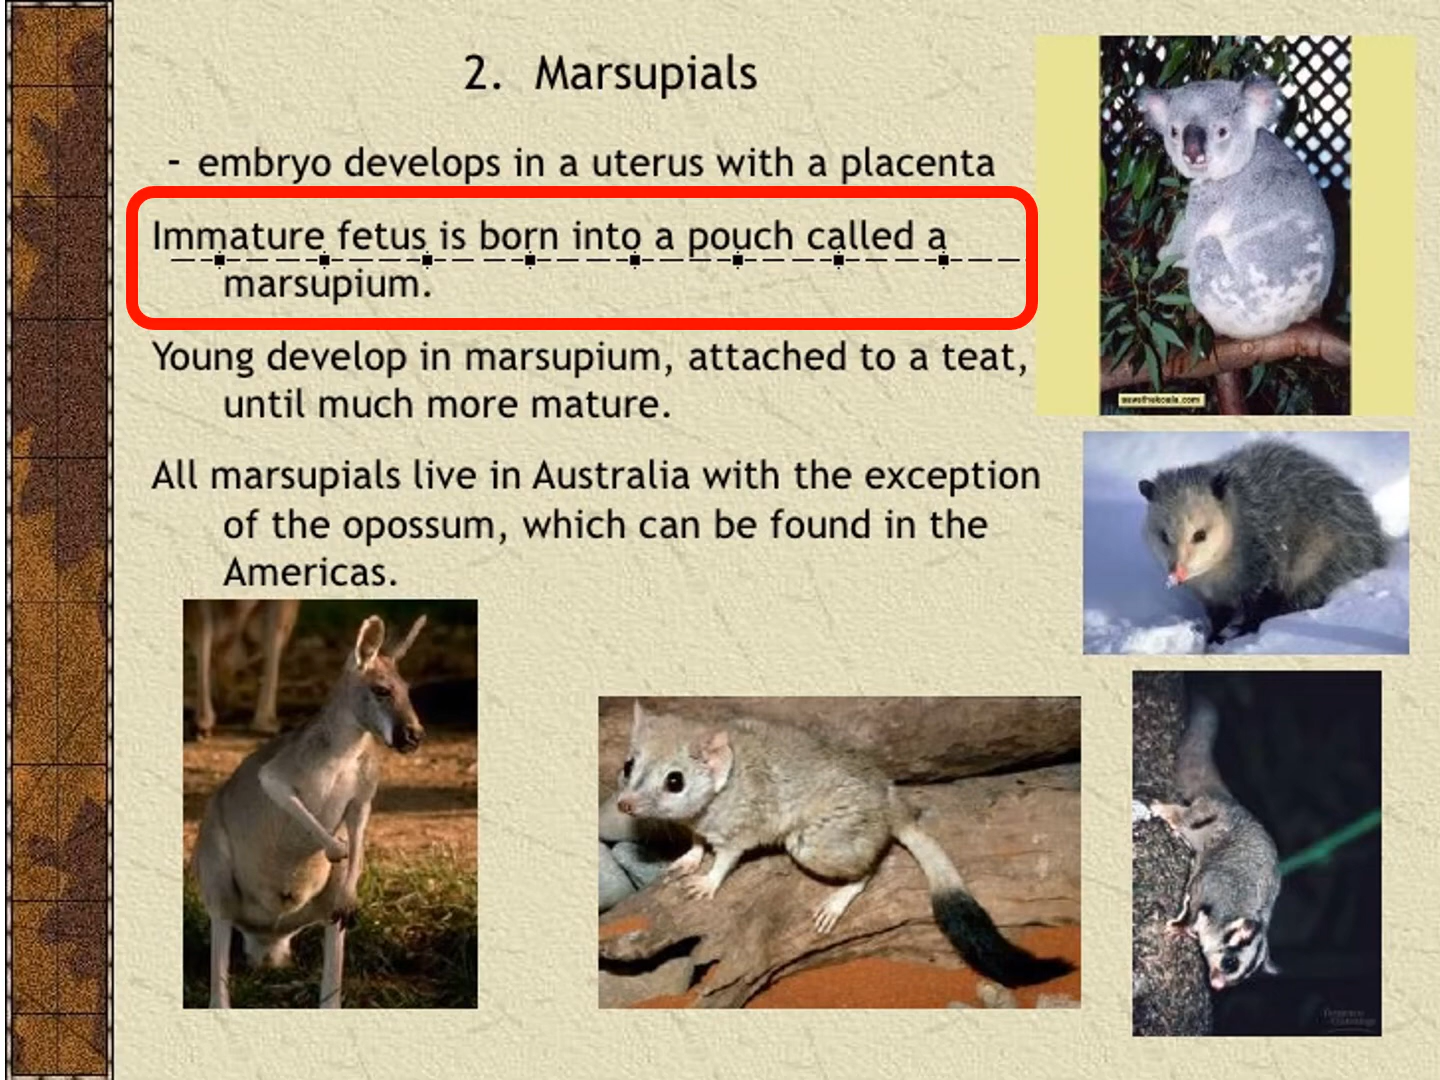 2. Marsupials
- embryo develops in a uterus with a placenta
Immature fetus is born into a pouch called a
marsupium.
Young develop in marsupium, attached to a teat,
until much more mature.
All marsupials live in Australia with the exception
of the opossum, which can be found in the
Americas.